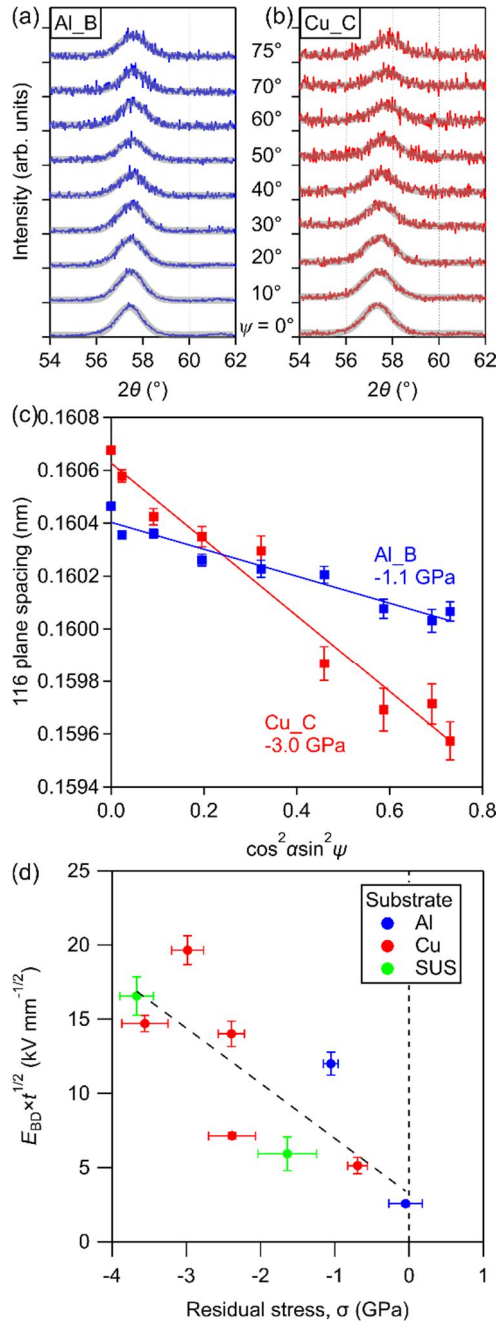 (a) Al_B
(b) Cu_C
Intensity (arb. units)
75°
70°
60°
50°
40°
30°
20°
10°
ψ = 0°
54 56 58 60 62
54 56 58 60 62
2θ (°)
2θ (°)
(c)
116 plane spacing (nm)
0.1608
0.1606
0.1604
0.1602
0.1600
0.1598
0.1596
0.1594
Al_B
-1.1 GPa
Cu_C
-3.0 GPa
0.0 0.2 0.4 0.6 0.8
cos²αsin²ψ
(d)
E_BD×t^1/2 (kV mm^-1/2)
25
20
15
10
5
0
Substrate
Al
Cu
SUS
-4 -3 -2 -1 0 1
Residual stress, σ (GPa)